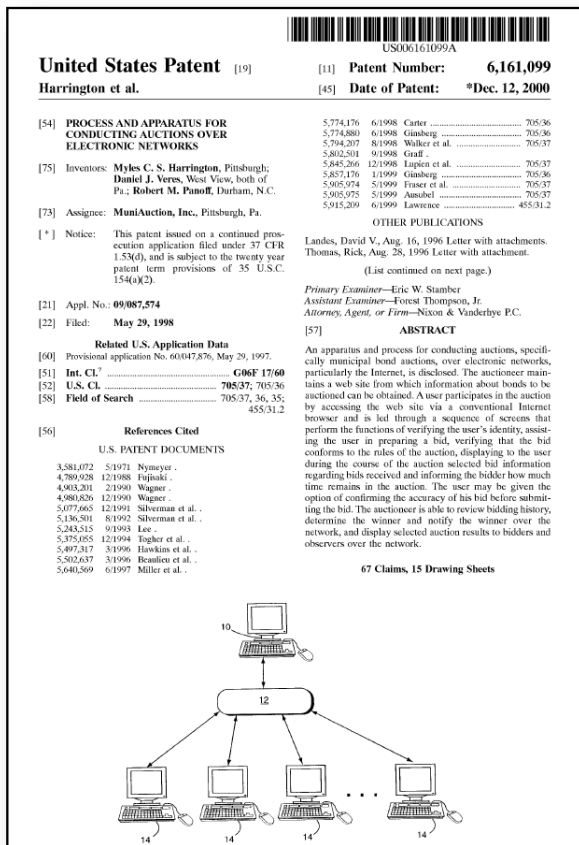 US006161099A
United States Patent [19]
Harrington et al.
[11] Patent Number: 6,161,099
[45] Date of Patent: *Dec. 12, 2000
[54] PROCESS AND APPARATUS FOR
CONDUCTING AUCTIONS OVER
ELECTRONIC NETWORKS
[75] Inventors: Myles C. S. Harrington, Pittsburgh;
Daniel J. Veres, West View, both of
Pa.; Robert M. Panoff, Durham, N.C.
[73] Assignee: MuniAuction, Inc., Pittsburgh, Pa.
[ * ] Notice: This patent issued on a continued pros-
ecution application filed under 37 CFR
1.53(d), and is subject to the twenty year
patent term provisions of 35 U.S.C.
154(a)(2).
[21] Appl. No.: 09/087,574
[22] Filed: May 29, 1998
Related U.S. Application Data
[60] Provisional application No. 60/047,876, May 29, 1997.
[51] Int. Cl.7 .................................................. G06F 17/60
[52] U.S. Cl. .................................... 705/37; 705/36
[58] Field of Search .............................. 705/37, 36, 35;
455/31.2
[56] References Cited
U.S. PATENT DOCUMENTS
3,581,072 5/1971 Nymeyer .
4,789,928 12/1988 Fujisaki .
4,903,201 2/1990 Wagner .
4,980,826 12/1990 Wagner .
5,077,665 12/1991 Silverman et al. .
5,136,501 8/1992 Silverman et al. .
5,243,515 9/1993 Lee .
5,375,055 12/1994 Togher et al. .
5,497,317 3/1996 Hawkins et al. .
5,502,637 3/1996 Beaulieu et al. .
5,640,569 6/1997 Miller et al. .
5,774,176 6/1998 Carter ................................ 705/36
5,774,880 6/1998 Ginsberg ............................ 705/36
5,794,207 8/1998 Walker et al. ..................... 705/37
5,802,501 9/1998 Graff .
5,845,266 12/1998 Lupien et al. ..................... 705/37
5,857,176 1/1999 Ginsberg ............................ 705/36
5,905,974 5/1999 Fraser et al. ...................... 705/37
5,905,975 5/1999 Ausubel ............................. 705/37
5,915,209 6/1999 Lawrence ......................... 455/31.2
OTHER PUBLICATIONS
Landes, David V., Aug. 16, 1996 Letter with attachments.
Thomas, Rick, Aug. 28, 1996 Letter with attachment.
(List continued on next page.)
Primary Examiner—Eric W. Stamber
Assistant Examiner—Forest Thompson, Jr.
Attorney, Agent, or Firm—Nixon & Vanderhye P.C.
[57] ABSTRACT
An apparatus and process for conducting auctions, specifi-
cally municipal bond auctions, over electronic networks,
particularly the Internet, is disclosed. The auctioneer main-
tains a web site from which information about bonds to be
auctioned can be obtained. A user participates in the auction
by accessing the web site via a conventional Internet
browser and is led through a sequence of screens that
perform the functions of verifying the user's identity, assist-
ing the user in preparing a bid, verifying that the bid
conforms to the rules of the auction, displaying to the user
during the course of the auction selected bid information
regarding bids received and informing the bidder how much
time remains in the auction. The user may be given the
option of confirming the accuracy of his bid before submit-
ting the bid. The auctioneer is able to review bidding history,
determine the winner and notify the winner over the
network, and display selected auction results to bidders and
observers over the network.
67 Claims, 15 Drawing Sheets
10
12
14 14 14 14